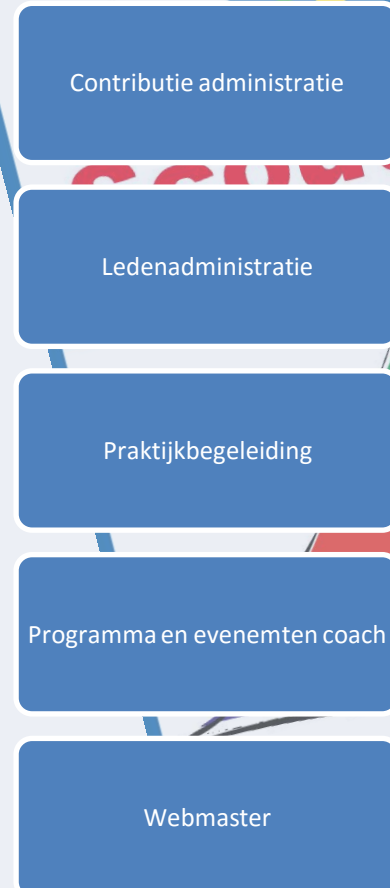 Contributie administratie
Ledenadministratie
Praktijkbegeleiding
Programma en evenemten coach
Webmaster